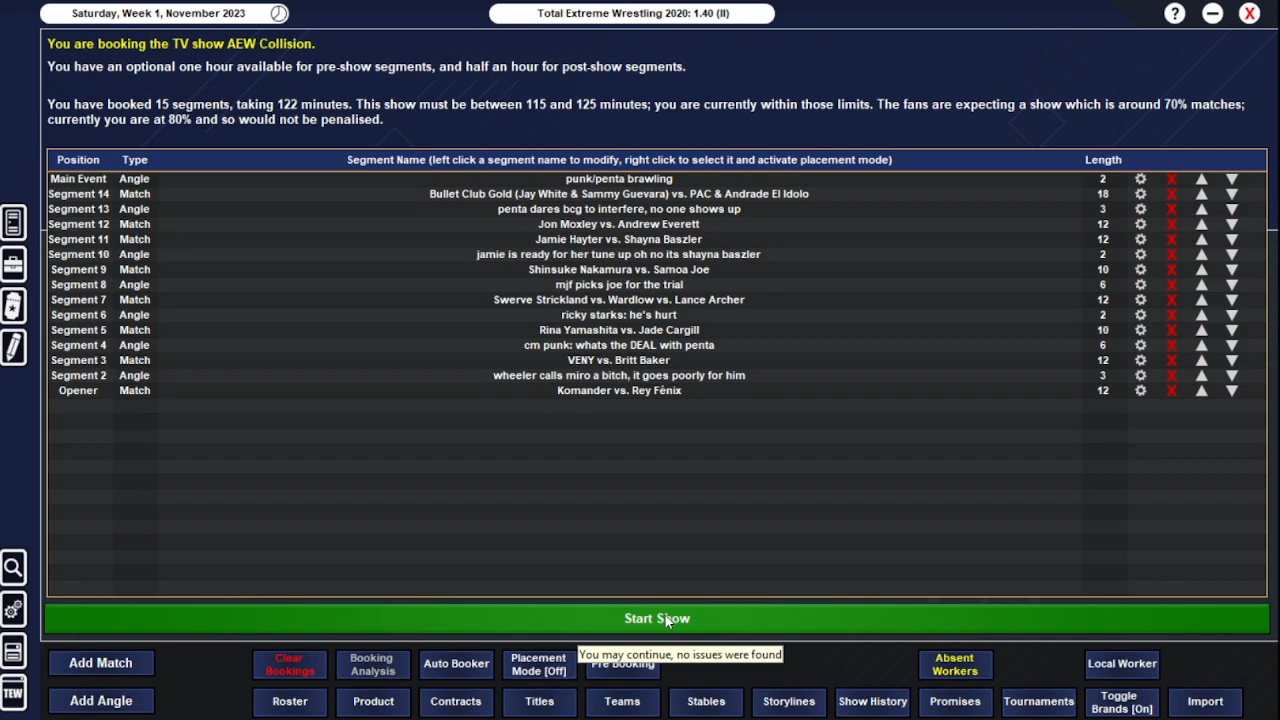 Saturday, Week 1, November 2023
Total Extreme Wrestling 2020: 1.40 (II)
? X
You are booking the TV show AEW Collision.
You have an optional one hour available for pre-show segments, and half an hour for post-show segments.
You have booked 15 segments, taking 122 minutes. This show must be between 115 and 125 minutes; you are currently within those limits. The fans are expecting a show which is around 70% matches;
currently you are at 80% and so would not be penalised.
Position Type Segment Name (left click a segment name to modify, right click to select it and activate placement mode) Length
Main Event Angle punk/penta brawling 2 X
Segment 14 Match Bullet Club Gold (Jay White & Sammy Guevara) vs. PAC & Andrade El Idolo 18 X
Segment 13 Angle penta dares bcg to interfere, no one shows up 3 X
Segment 12 Match Jon Moxley vs. Andrew Everett 12 X
Segment 11 Match Jamie Hayter vs. Shayna Baszler 12 X
Segment 10 Angle jamie is ready for her tune up oh no its shayna baszler 2 X
Segment 9 Match Shinsuke Nakamura vs. Samoa Joe 10 X
Segment 8 Angle mjf picks joe for the trial 6 X
Segment 7 Match Swerve Strickland vs. Wardlow vs. Lance Archer 12 X
Segment 6 Angle ricky starks: he's hurt 2 X
Segment 5 Match Rina Yamashita vs. Jade Cargill 10 X
Segment 4 Angle cm punk: whats the DEAL with penta 6 X
Segment 3 Match VENY vs. Britt Baker 12 X
Segment 2 Angle wheeler calls miro a bitch, it goes poorly for him 3 X
Opener Match Komander vs. Rey Fénix 12 X
Start Show
You may continue, no issues were found
Add Match
Clear
Bookings
Booking
Analysis
Auto Booker
Placement
Mode [Off]
Pre Booking
Absent
Workers
Local Worker
TEW
Add Angle
Roster
Product
Contracts
Titles
Teams
Stables
Storylines
Show History
Promises
Tournaments
Toggle
Brands [On]
Import